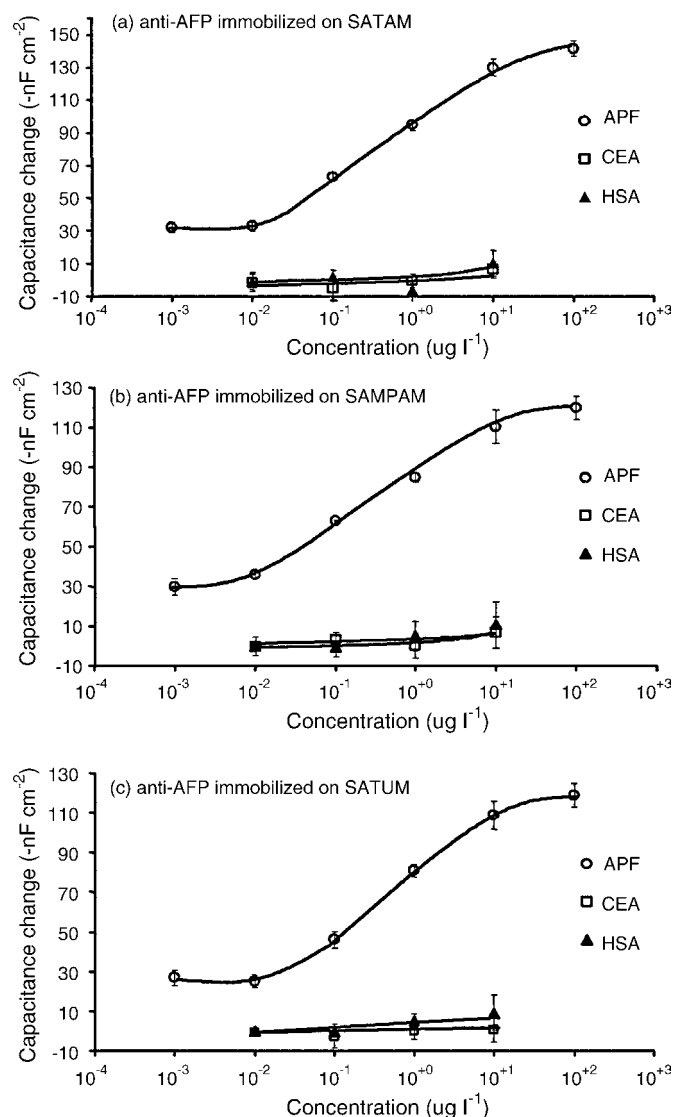 (a) anti-AFP immobilized on SATAM
Capacitance change (-nF cm⁻²)
150
130
110
90
70
50
30
10
-10
APF
CEA
HSA
10⁻⁴ 10⁻³ 10⁻² 10⁻¹ 10⁺⁰ 10⁺¹ 10⁺² 10⁺³
Concentration (ug l⁻¹)
(b) anti-AFP immobilized on SAMPAM
Capacitance change (-nF cm⁻²)
130
110
90
70
50
30
10
-10
APF
CEA
HSA
10⁻⁴ 10⁻³ 10⁻² 10⁻¹ 10⁺⁰ 10⁺¹ 10⁺² 10⁺³
Concentration (ug l⁻¹)
(c) anti-AFP immobilized on SATUM
Capacitance change (-nF cm⁻²)
130
110
90
70
50
30
10
-10
APF
CEA
HSA
10⁻⁴ 10⁻³ 10⁻² 10⁻¹ 10⁺⁰ 10⁺¹ 10⁺² 10⁺³
Concentration (ug l⁻¹)